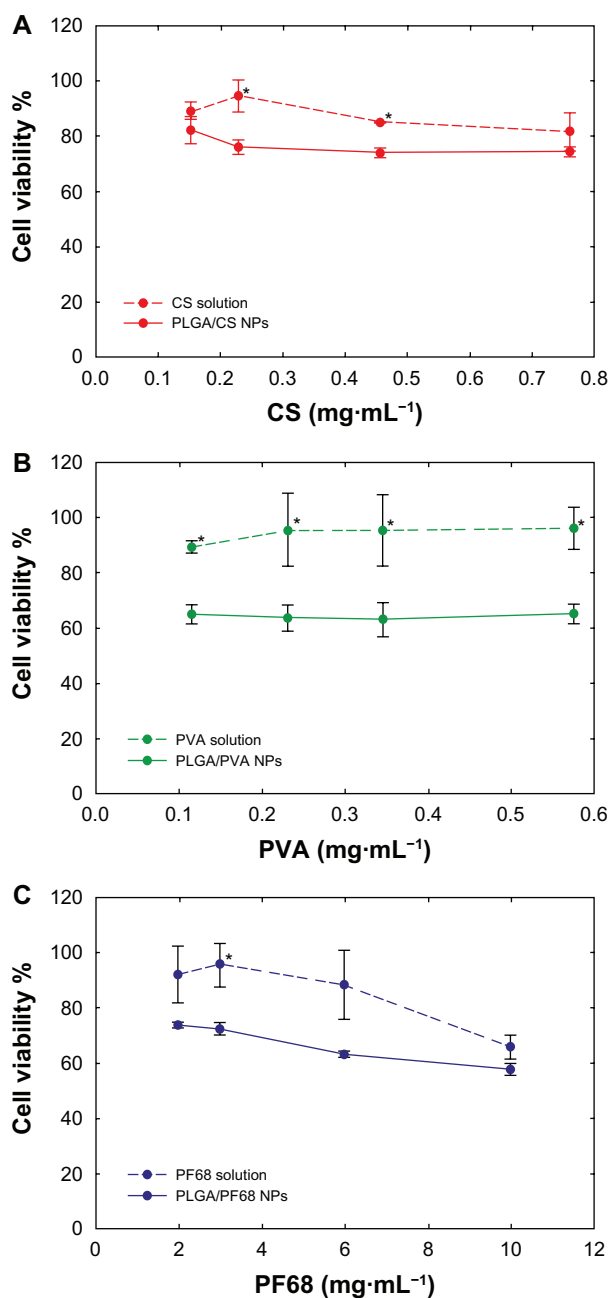 A
120
100
80
60
40
20
0
Cell viability %
*
*
CS solution
PLGA/CS NPs
0.0 0.1 0.2 0.3 0.4 0.5 0.6 0.7 0.8
CS (mg·mL⁻¹)
B
120
100
80
60
40
20
0
Cell viability %
*
*
*
*
PVA solution
PLGA/PVA NPs
0.0 0.1 0.2 0.3 0.4 0.5 0.6
PVA (mg·mL⁻¹)
C
120
100
80
60
40
20
0
Cell viability %
*
PF68 solution
PLGA/PF68 NPs
0 2 4 6 8 10 12
PF68 (mg·mL⁻¹)